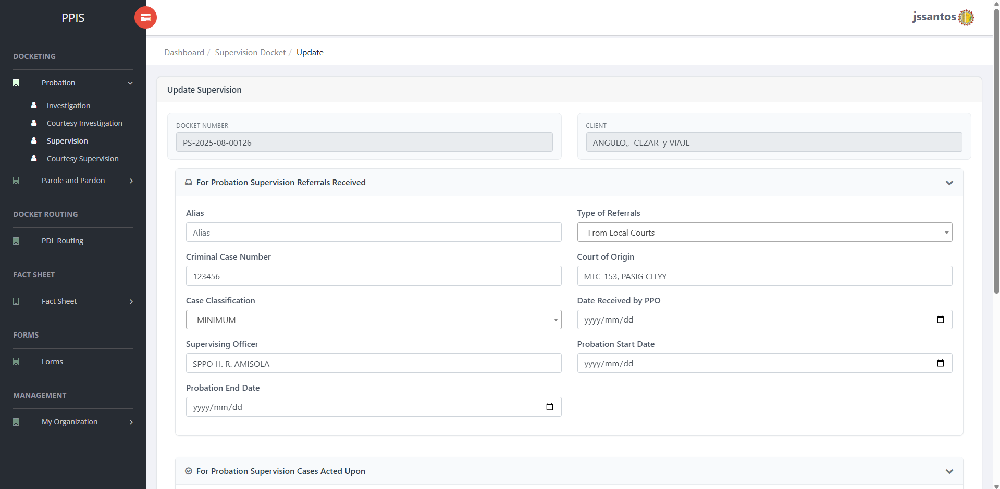 PPIS
jssantos
Dashboard / Supervision Docket / Update
DOCKETING
Probation
Investigation
Courtesy Investigation
Supervision
Courtesy Supervision
Parole and Pardon
DOCKET ROUTING
PDL Routing
FACT SHEET
Fact Sheet
FORMS
Forms
MANAGEMENT
My Organization
Update Supervision
DOCKET NUMBER
PS-2025-08-00126
CLIENT
ANGULO,, CEZAR y VIAJE
For Probation Supervision Referrals Received
Alias
Alias
Type of Referrals
From Local Courts
Criminal Case Number
123456
Court of Origin
MTC-153, PASIG CITYY
Case Classification
MINIMUM
Date Received by PPO
yyyy/mm/dd
Supervising Officer
SPPO H. R. AMISOLA
Probation Start Date
yyyy/mm/dd
Probation End Date
yyyy/mm/dd
For Probation Supervision Cases Acted Upon